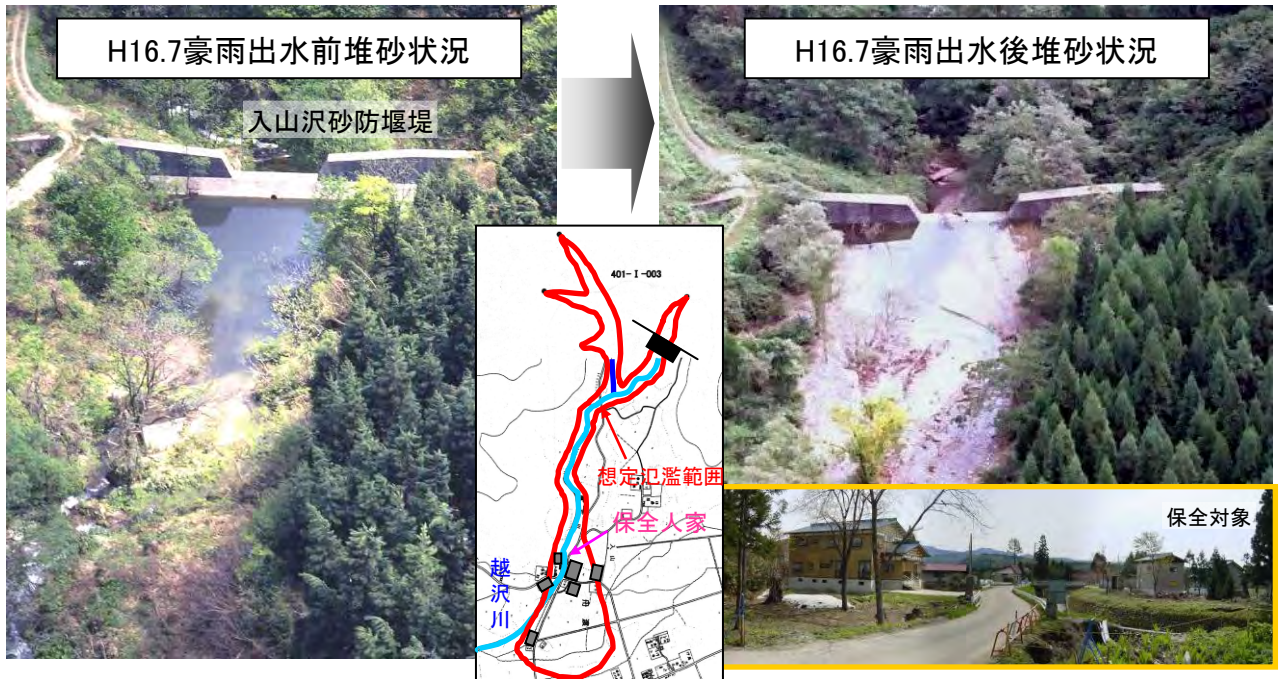 H16.7豪雨出水前堆砂状況
H16.7豪雨出水後堆砂状況
入山沢砂防堰堤
401-Ⅰ-003
想定氾濫範囲
保全人家
越沢川
入山
保全対象